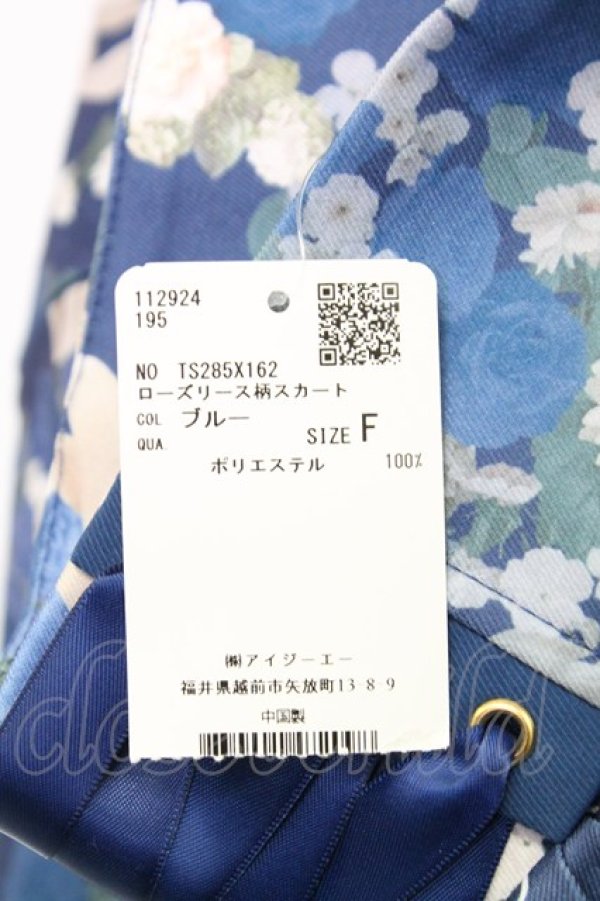 112924
195
NO TS285X162
ローズリース柄スカート
COL ブルー
QUA SIZE F
ポリエステル 100%
㈱アイジーエー
福井県越前市矢放町13-8-9
中国製
closet child